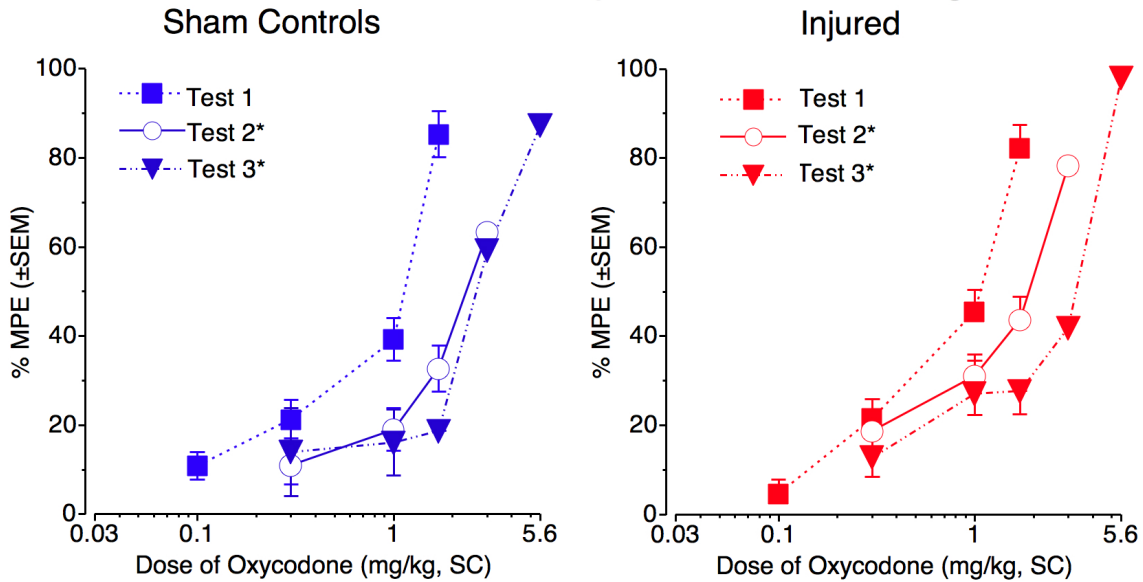 Sham Controls
Injured
100
80
60
40
20
0
% MPE (±SEM)
Test 1
Test 2*
Test 3*
0.03
0.1
1
5.6
Dose of Oxycodone (mg/kg, SC)
100
80
60
40
20
0
% MPE (±SEM)
Test 1
Test 2*
Test 3*
0.03
0.1
1
5.6
Dose of Oxycodone (mg/kg, SC)